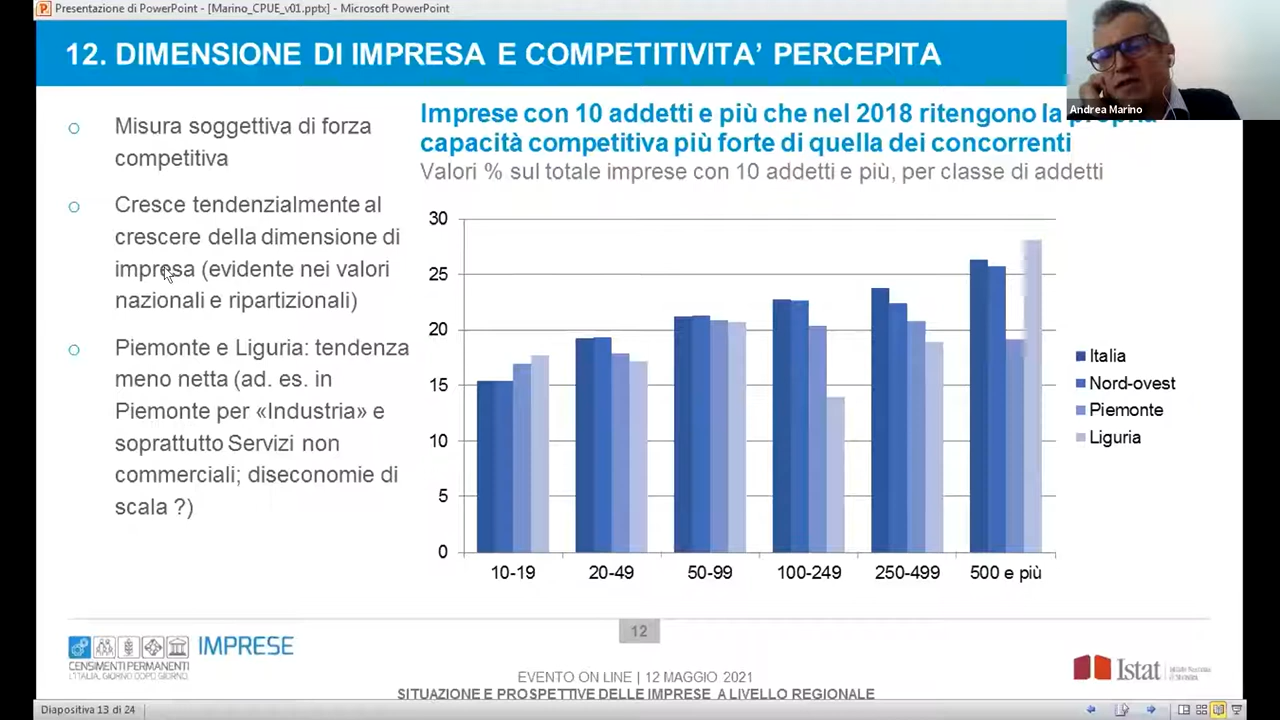 Presentazione di PowerPoint - [Marino_CPUE_v01.pptx] - Microsoft PowerPoint
12. DIMENSIONE DI IMPRESA E COMPETITIVITA’ PERCEPITA
Andrea Marino
Misura soggettiva di forza
competitiva
Cresce tendenzialmente al
crescere della dimensione di
impresa (evidente nei valori
nazionali e ripartizionali)
Piemonte e Liguria: tendenza
meno netta (ad. es. in
Piemonte per «Industria» e
soprattutto Servizi non
commerciali; diseconomie di
scala ?)
Imprese con 10 addetti e più che nel 2018 ritengono la
capacità competitiva più forte di quella dei concorrenti
Valori % sul totale imprese con 10 addetti e più, per classe di addetti
30
25
20
15
10
5
0
10-19 20-49 50-99 100-249 250-499 500 e più
Italia
Nord-ovest
Piemonte
Liguria
12
IMPRESE
CENSIMENTI PERMANENTI
L'ITALIA, GIORNO DOPO GIORNO.
EVENTO ON LINE | 12 MAGGIO 2021
SITUAZIONE E PROSPETTIVE DELLE IMPRESE A LIVELLO REGIONALE
Istat
Diapositiva 13 di 24